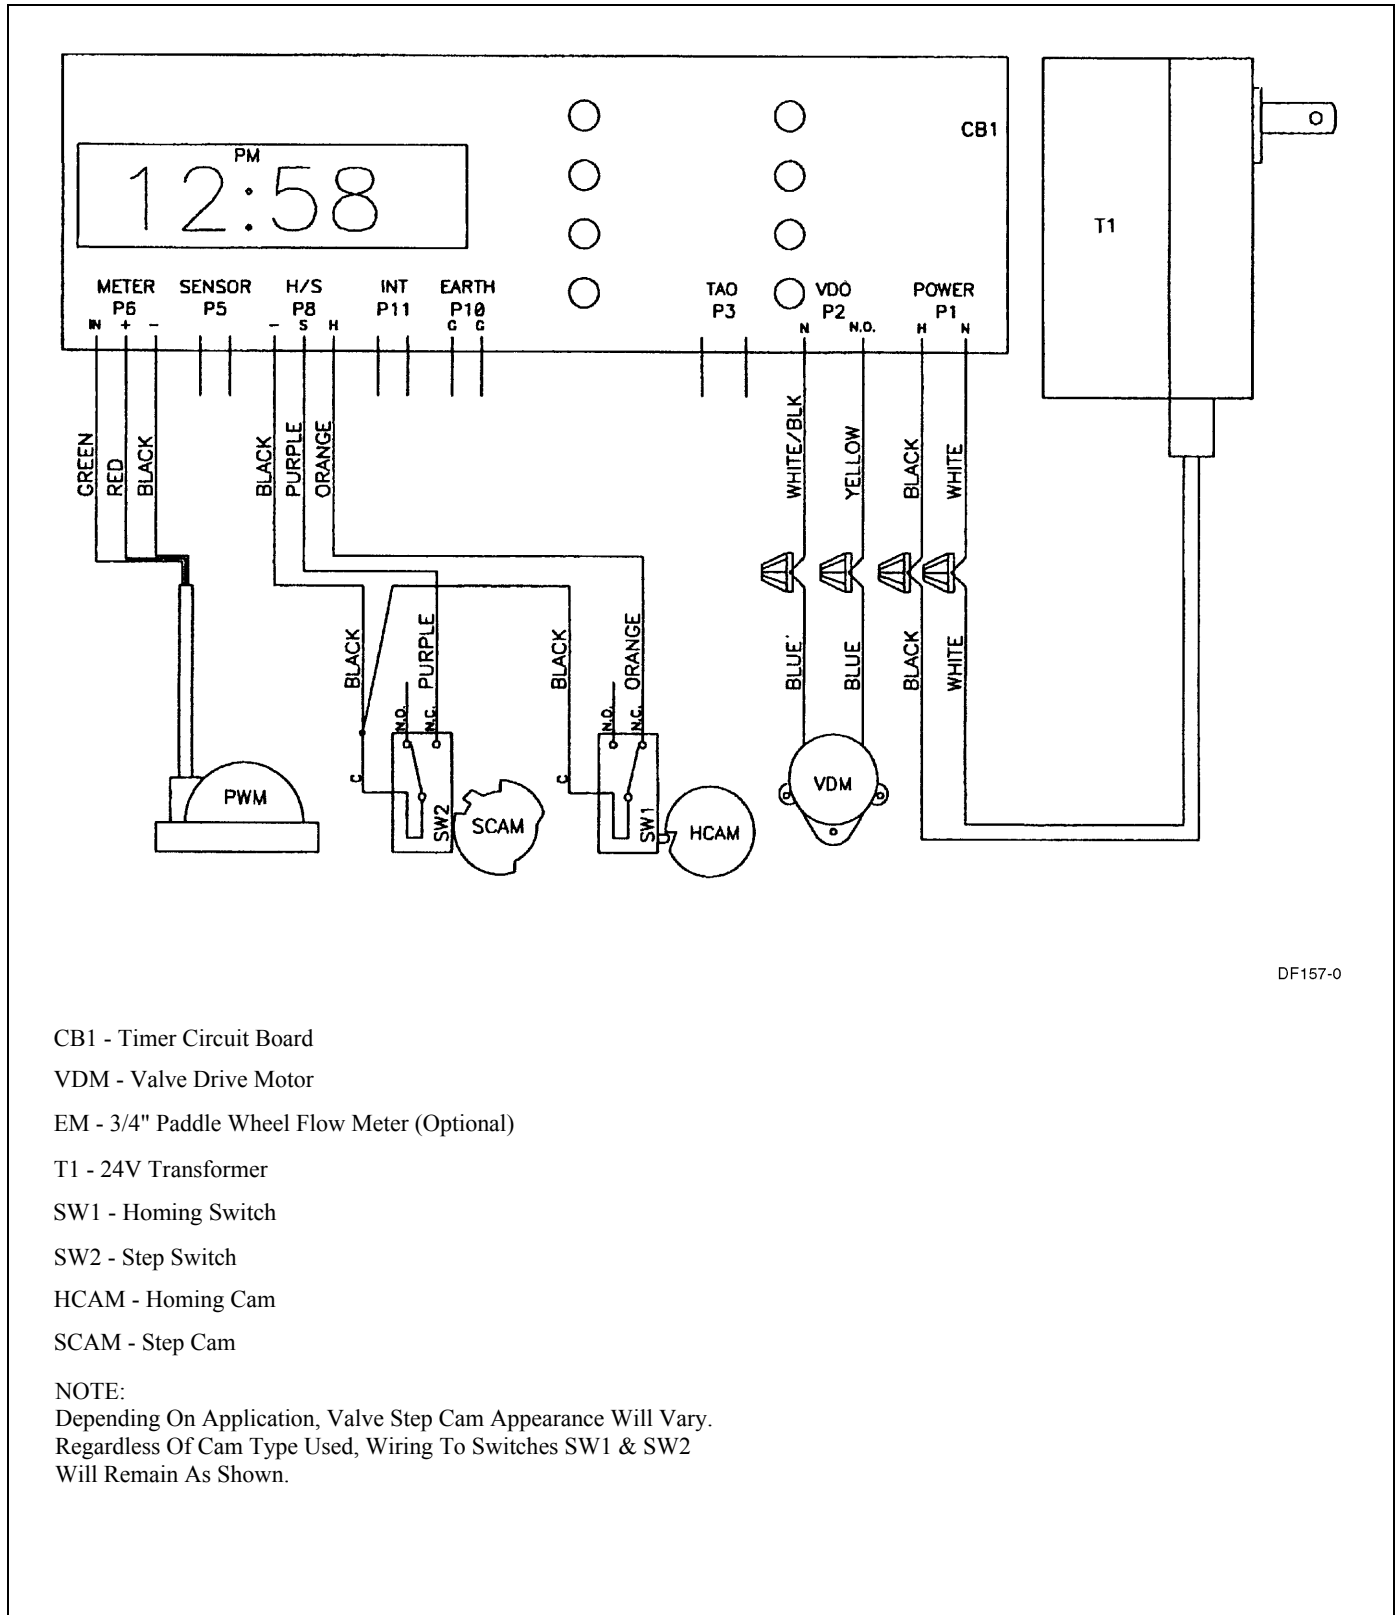 CB1
PM
12:58
T1
METER SENSOR H/S INT EARTH TAO VDO POWER
P6 P5 P8 P11 P10 P3 P2 P1
IN + - - S H G G N N.O. H N
GREEN
RED
BLACK
BLACK
PURPLE
ORANGE
WHITE/BLK
YELLOW
BLACK
WHITE
BLACK
PURPLE
BLACK
ORANGE
BLUE
BLUE
BLACK
WHITE
N.O.
N.C.
N.O.
N.C.
C
C
PWM
SW2
SCAM
SW1
HCAM
VDM
DF157-0
CB1 - Timer Circuit Board
VDM - Valve Drive Motor
EM - 3/4" Paddle Wheel Flow Meter (Optional)
T1 - 24V Transformer
SW1 - Homing Switch
SW2 - Step Switch
HCAM - Homing Cam
SCAM - Step Cam
NOTE:
Depending On Application, Valve Step Cam Appearance Will Vary.
Regardless Of Cam Type Used, Wiring To Switches SW1 & SW2
Will Remain As Shown.